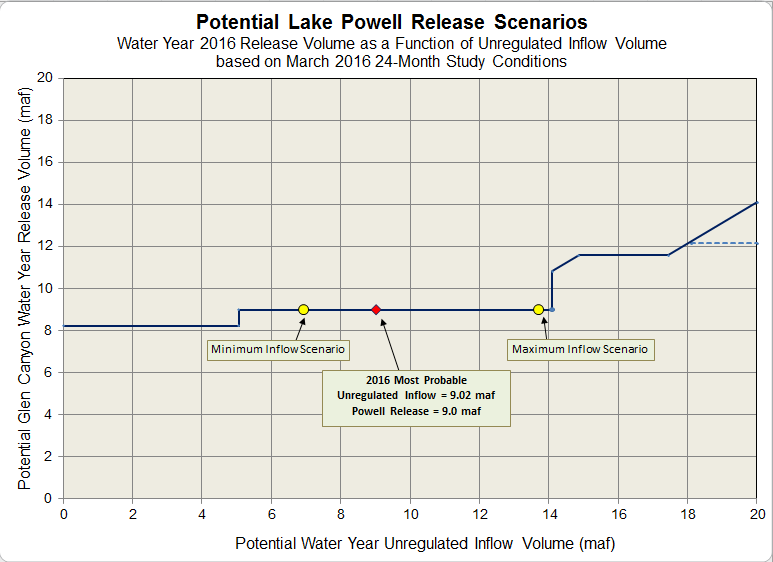 Potential Lake Powell Release Scenarios
Water Year 2016 Release Volume as a Function of Unregulated Inflow Volume
based on March 2016 24-Month Study Conditions
Potential Glen Canyon Water Year Release Volume (maf)
20
18
16
14
12
10
8
6
4
2
0
Minimum Inflow Scenario
Maximum Inflow Scenario
2016 Most Probable
Unregulated Inflow = 9.02 maf
Powell Release = 9.0 maf
0 2 4 6 8 10 12 14 16 18 20
Potential Water Year Unregulated Inflow Volume (maf)